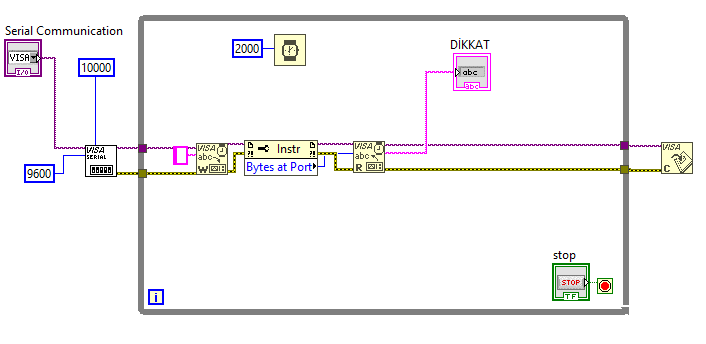 Serial Communication
VISA
I/O
10000
9600
VISA
SERIAL
2000
DİKKAT
abc
abc
VISA
abc
W
Instr
Bytes at Port
VISA
abc
R
VISA
C
stop
STOP
TF
i